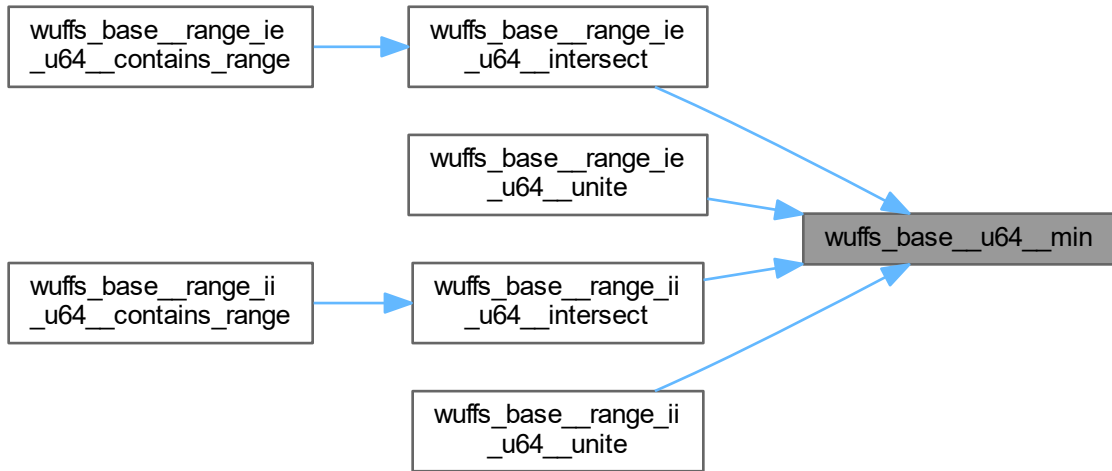 wuffs_base__range_ie
_u64__contains_range
wuffs_base__range_ie
_u64__intersect
wuffs_base__range_ie
_u64__unite
wuffs_base__u64__min
wuffs_base__range_ii
_u64__contains_range
wuffs_base__range_ii
_u64__intersect
wuffs_base__range_ii
_u64__unite